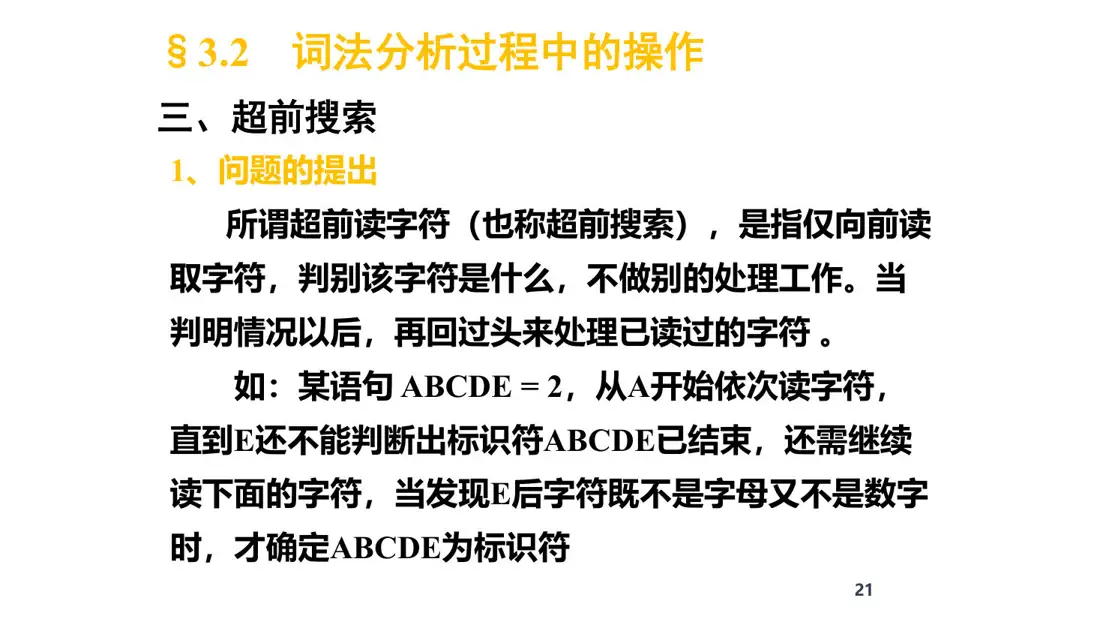 §3.2 词法分析过程中的操作
三、超前搜索
1、问题的提出
所谓超前读字符（也称超前搜索），是指仅向前读
取字符，判别该字符是什么，不做别的处理工作。当
判明情况以后，再回过头来处理已读过的字符 。
如：某语句 ABCDE = 2，从A开始依次读字符，
直到E还不能判断出标识符ABCDE已结束，还需继续
读下面的字符，当发现E后字符既不是字母又不是数字
时，才确定ABCDE为标识符
21